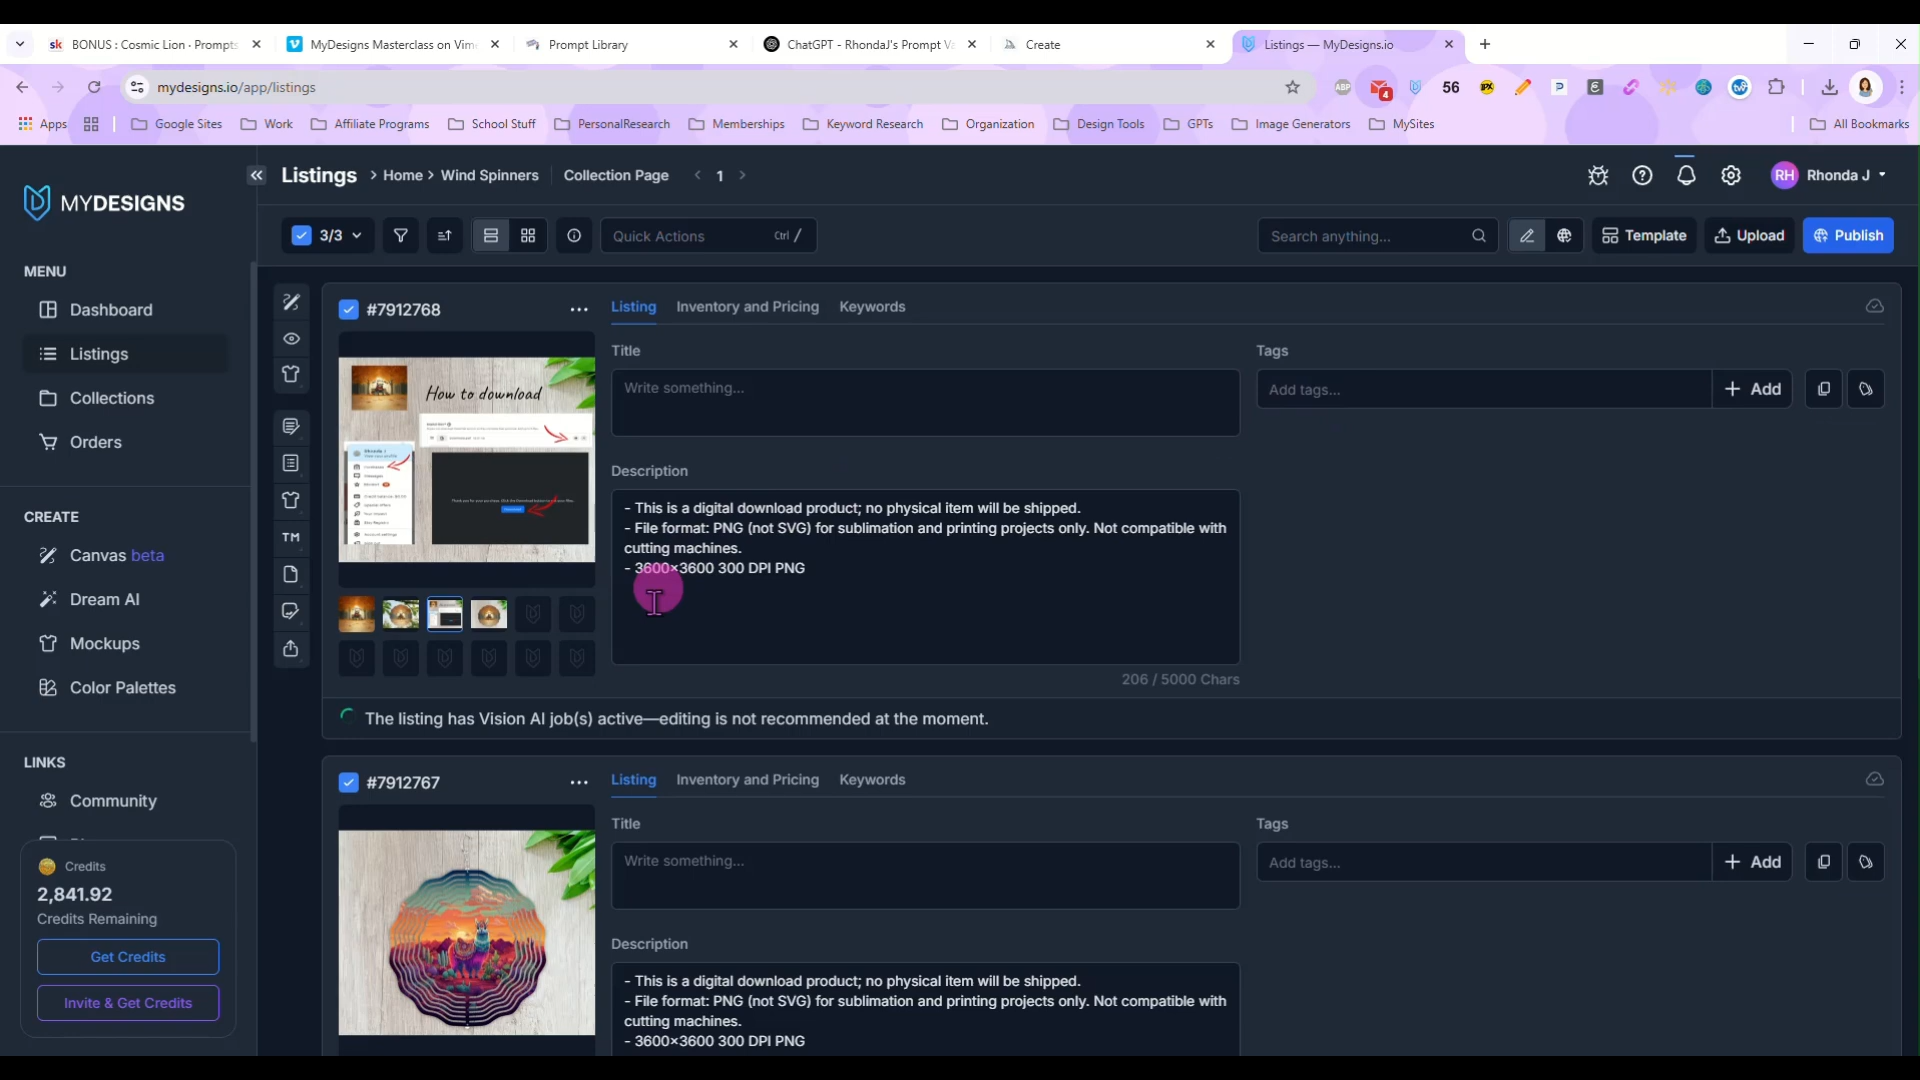 sk BONUS : Cosmic Lion - Prompts
MyDesigns Masterclass on Vim
Prompt Library
ChatGPT - RhondaJ's Prompt Va
Create
Listings — MyDesigns.io
mydesigns.io/app/listings
ABP
4
56
Apps
Google Sites
Work
Affiliate Programs
School Stuff
PersonalResearch
Memberships
Keyword Research
Organization
Design Tools
GPTs
Image Generators
MySites
All Bookmarks
MYDESIGNS
Listings > Home > Wind Spinners
Collection Page
< 1 >
RH Rhonda J
3/3
Quick Actions
Ctrl /
Search anything...
Template
Upload
Publish
MENU
Dashboard
Listings
Collections
Orders
CREATE
Canvas beta
Dream AI
Mockups
Color Palettes
LINKS
Community
Credits
2,841.92
Credits Remaining
Get Credits
Invite & Get Credits
TM
#7912768
How to download
Listing
Inventory and Pricing
Keywords
Title
Write something...
Tags
Add tags...
+ Add
Description
- This is a digital download product; no physical item will be shipped.
- File format: PNG (not SVG) for sublimation and printing projects only. Not compatible with
cutting machines.
- 3600x3600 300 DPI PNG
206 / 5000 Chars
The listing has Vision AI job(s) active—editing is not recommended at the moment.
#7912767
Listing
Inventory and Pricing
Keywords
Title
Write something...
Tags
Add tags...
+ Add
Description
- This is a digital download product; no physical item will be shipped.
- File format: PNG (not SVG) for sublimation and printing projects only. Not compatible with
cutting machines.
- 3600x3600 300 DPI PNG